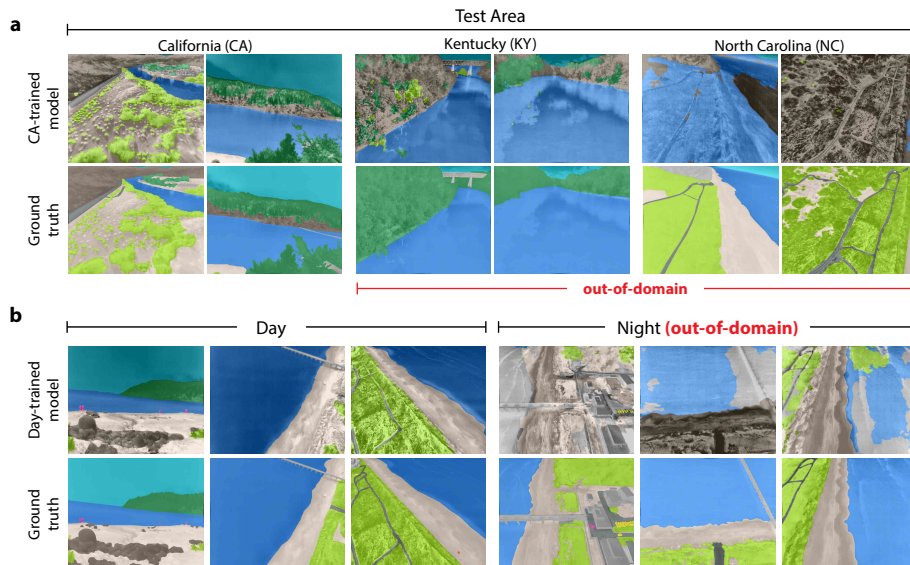 a
Test Area
California (CA)
Kentucky (KY)
North Carolina (NC)
CA-trained
model
Ground
truth
out-of-domain
b
Day
Night (out-of-domain)
Day-trained
model
Ground
truth